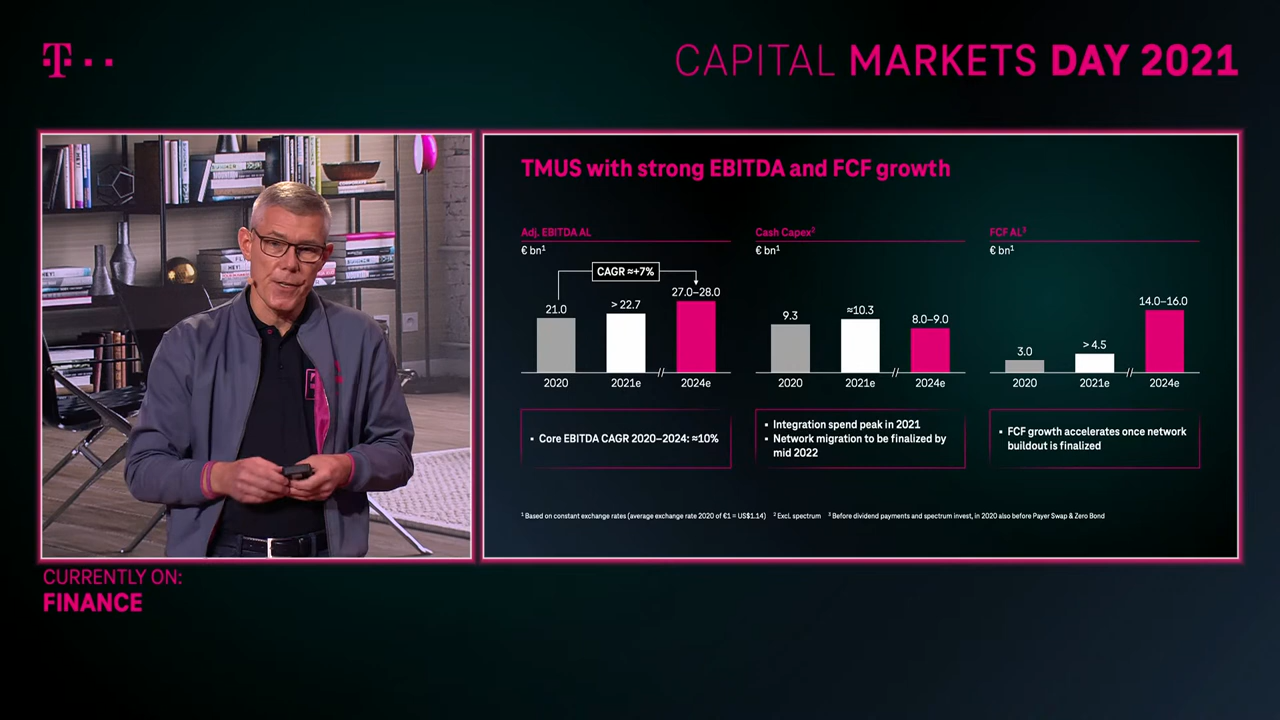 T
CAPITAL MARKETS DAY 2021
TMUS with strong EBITDA and FCF growth
Adj. EBITDA AL
€ bn¹
CAGR ≈+7%
21.0
> 22.7
27.0–28.0
2020
2021e
2024e
▪ Core EBITDA CAGR 2020–2024: ≈10%
Cash Capex²
€ bn¹
9.3
≈10.3
8.0–9.0
2020
2021e
2024e
▪ Integration spend peak in 2021
▪ Network migration to be finalized by
mid 2022
FCF AL³
€ bn¹
3.0
> 4.5
14.0–16.0
2020
2021e
2024e
▪ FCF growth accelerates once network
buildout is finalized
¹ Based on constant exchange rates (average exchange rate 2020 of €1 = US$1.14) ² Excl. spectrum ³ Before dividend payments and spectrum invest, in 2020 also before Payer Swap & Zero Bond
CURRENTLY ON:
FINANCE